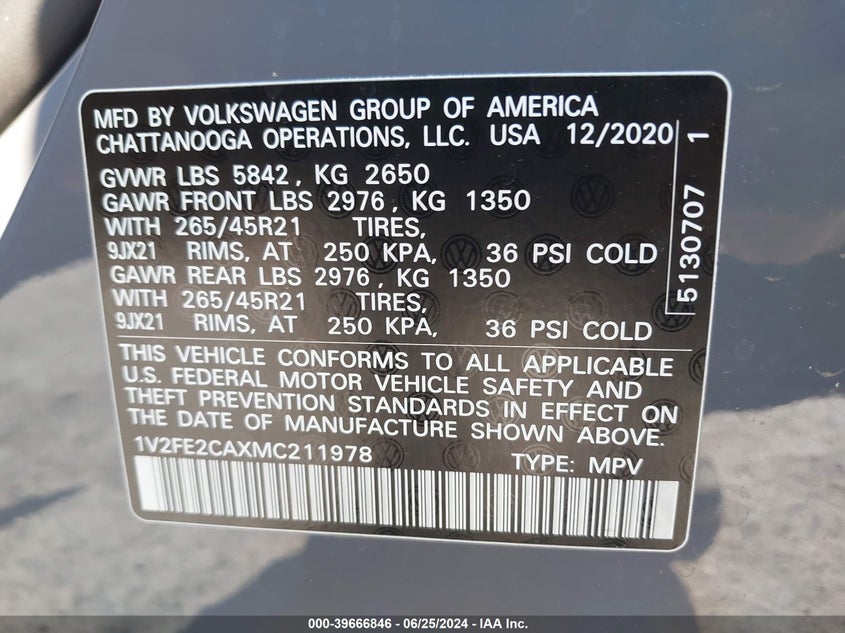 MFD BY VOLKSWAGEN GROUP OF AMERICA
CHATTANOOGA OPERATIONS, LLC. USA 12/2020
GVWR LBS 5842, KG 2650
GAWR FRONT LBS 2976, KG 1350
WITH 265/45R21 TIRES,
9JX21 RIMS, AT 250 KPA, 36 PSI COLD
GAWR REAR LBS 2976, KG 1350
WITH 265/45R21 TIRES,
9JX21 RIMS, AT 250 KPA, 36 PSI COLD
5130707 1
THIS VEHICLE CONFORMS TO ALL APPLICABLE
U.S. FEDERAL MOTOR VEHICLE SAFETY AND
THEFT PREVENTION STANDARDS IN EFFECT ON
THE DATE OF MANUFACTURE SHOWN ABOVE.
1V2FE2CAXMC211978 TYPE: MPV
000-39666846 - 06/25/2024 - IAA Inc.